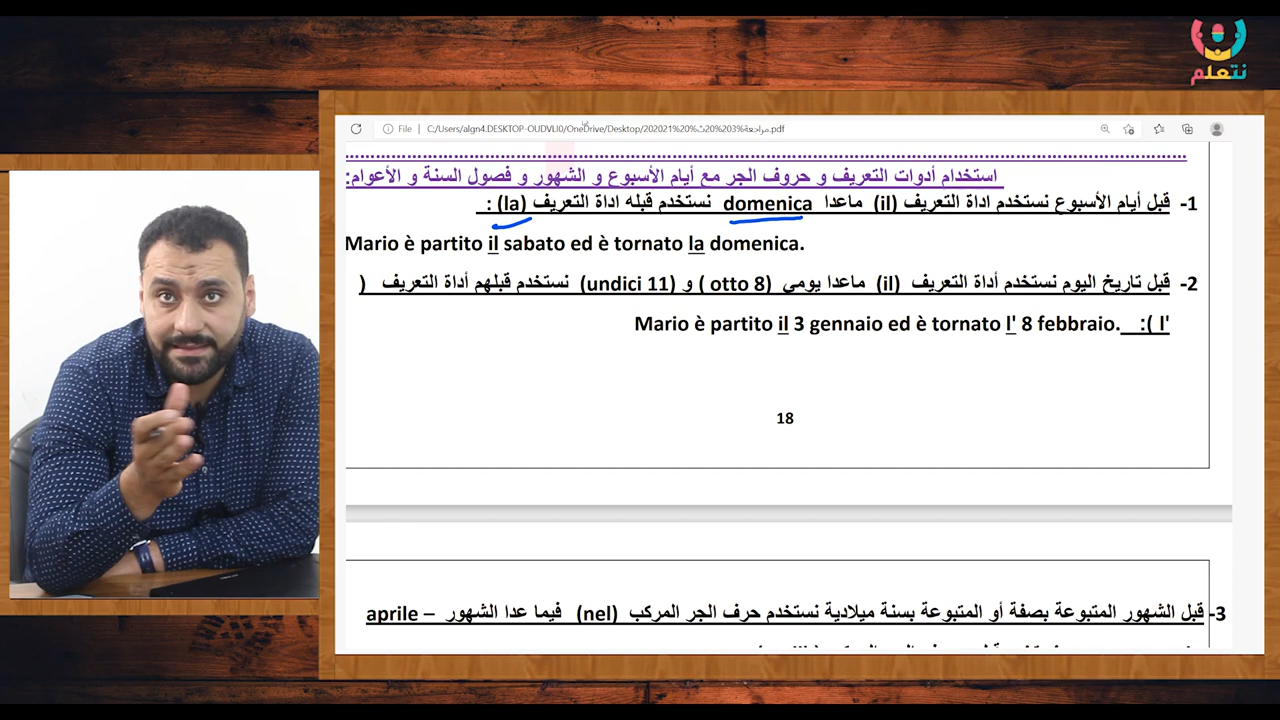 نتعلم
File C:/Users/algn4.DESKTOP-OUDVLI0/OneDrive/Desktop/202021%20%ث%20%203%مراجعة.pdf
استخدام أدوات التعريف و حروف الجر مع أيام الأسبوع و الشهور و فصول السنة و الأعوام:
1- قبل أيام الأسبوع نستخدم اداة التعريف (il) ماعدا domenica نستخدم قبله اداة التعريف (la) :
Mario è partito il sabato ed è tornato la domenica.
2- قبل تاريخ اليوم نستخدم أداة التعريف (il) ماعدا يومي (otto 8 ) و (undici 11) نستخدم قبلهم أداة التعريف (
l' ): Mario è partito il 3 gennaio ed è tornato l' 8 febbraio.
18
3- قبل الشهور المتبوعة بصفة أو المتبوعة بسنة ميلادية نستخدم حرف الجر المركب (nel) فيما عدا الشهور – aprile